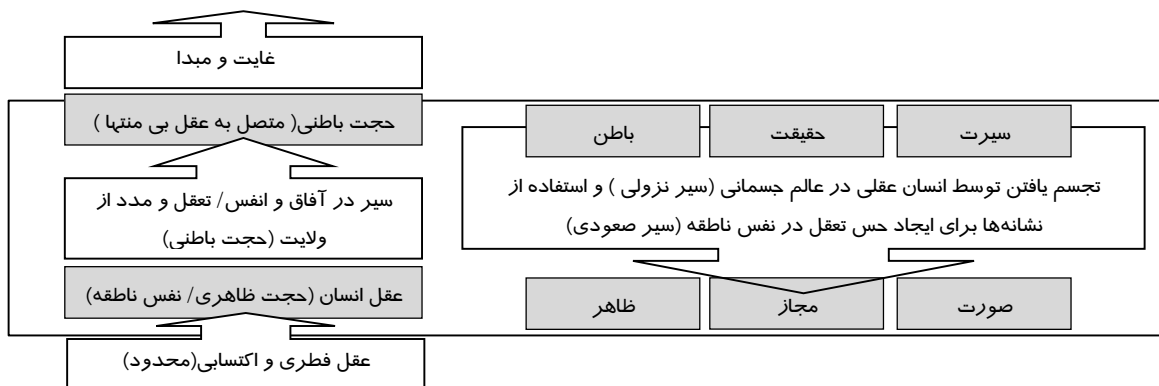 غایت و مبدا
حجت باطنی( متصل به عقل بی منتها )
سیر در آفاق و انفس/ تعقل و مدد از
ولایت (حجت باطنی)
عقل انسان (حجت ظاهری/ نفس ناطقه)
عقل فطری و اکتسابی(محدود)
سیرت
حقیقت
باطن
تجسم یافتن توسط انسان عقلی در عالم جسمانی (سیر نزولی ) و استفاده از
نشانه‌ها برای ایجاد حس تعقل در نفس ناطقه (سیر صعودی)
صورت
مجاز
ظاهر